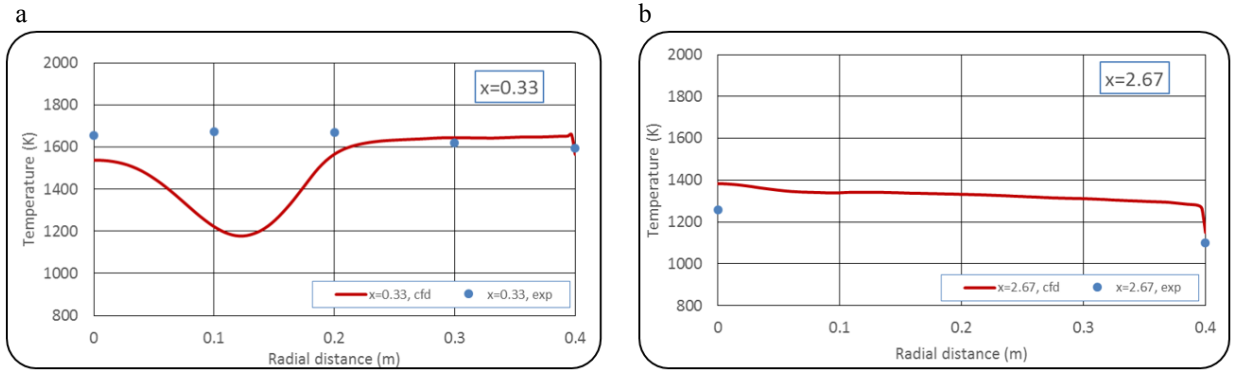 a
2000
1800
1600
1400
1200
1000
800
Temperature (K)
x=0.33
x=0.33, cfd
x=0.33, exp
0
0.1
0.2
0.3
0.4
Radial distance (m)
b
2000
1800
1600
1400
1200
1000
800
Temperature (K)
x=2.67
x=2.67, cfd
x=2.67, exp
0
0.1
0.2
0.3
0.4
Radial distance (m)